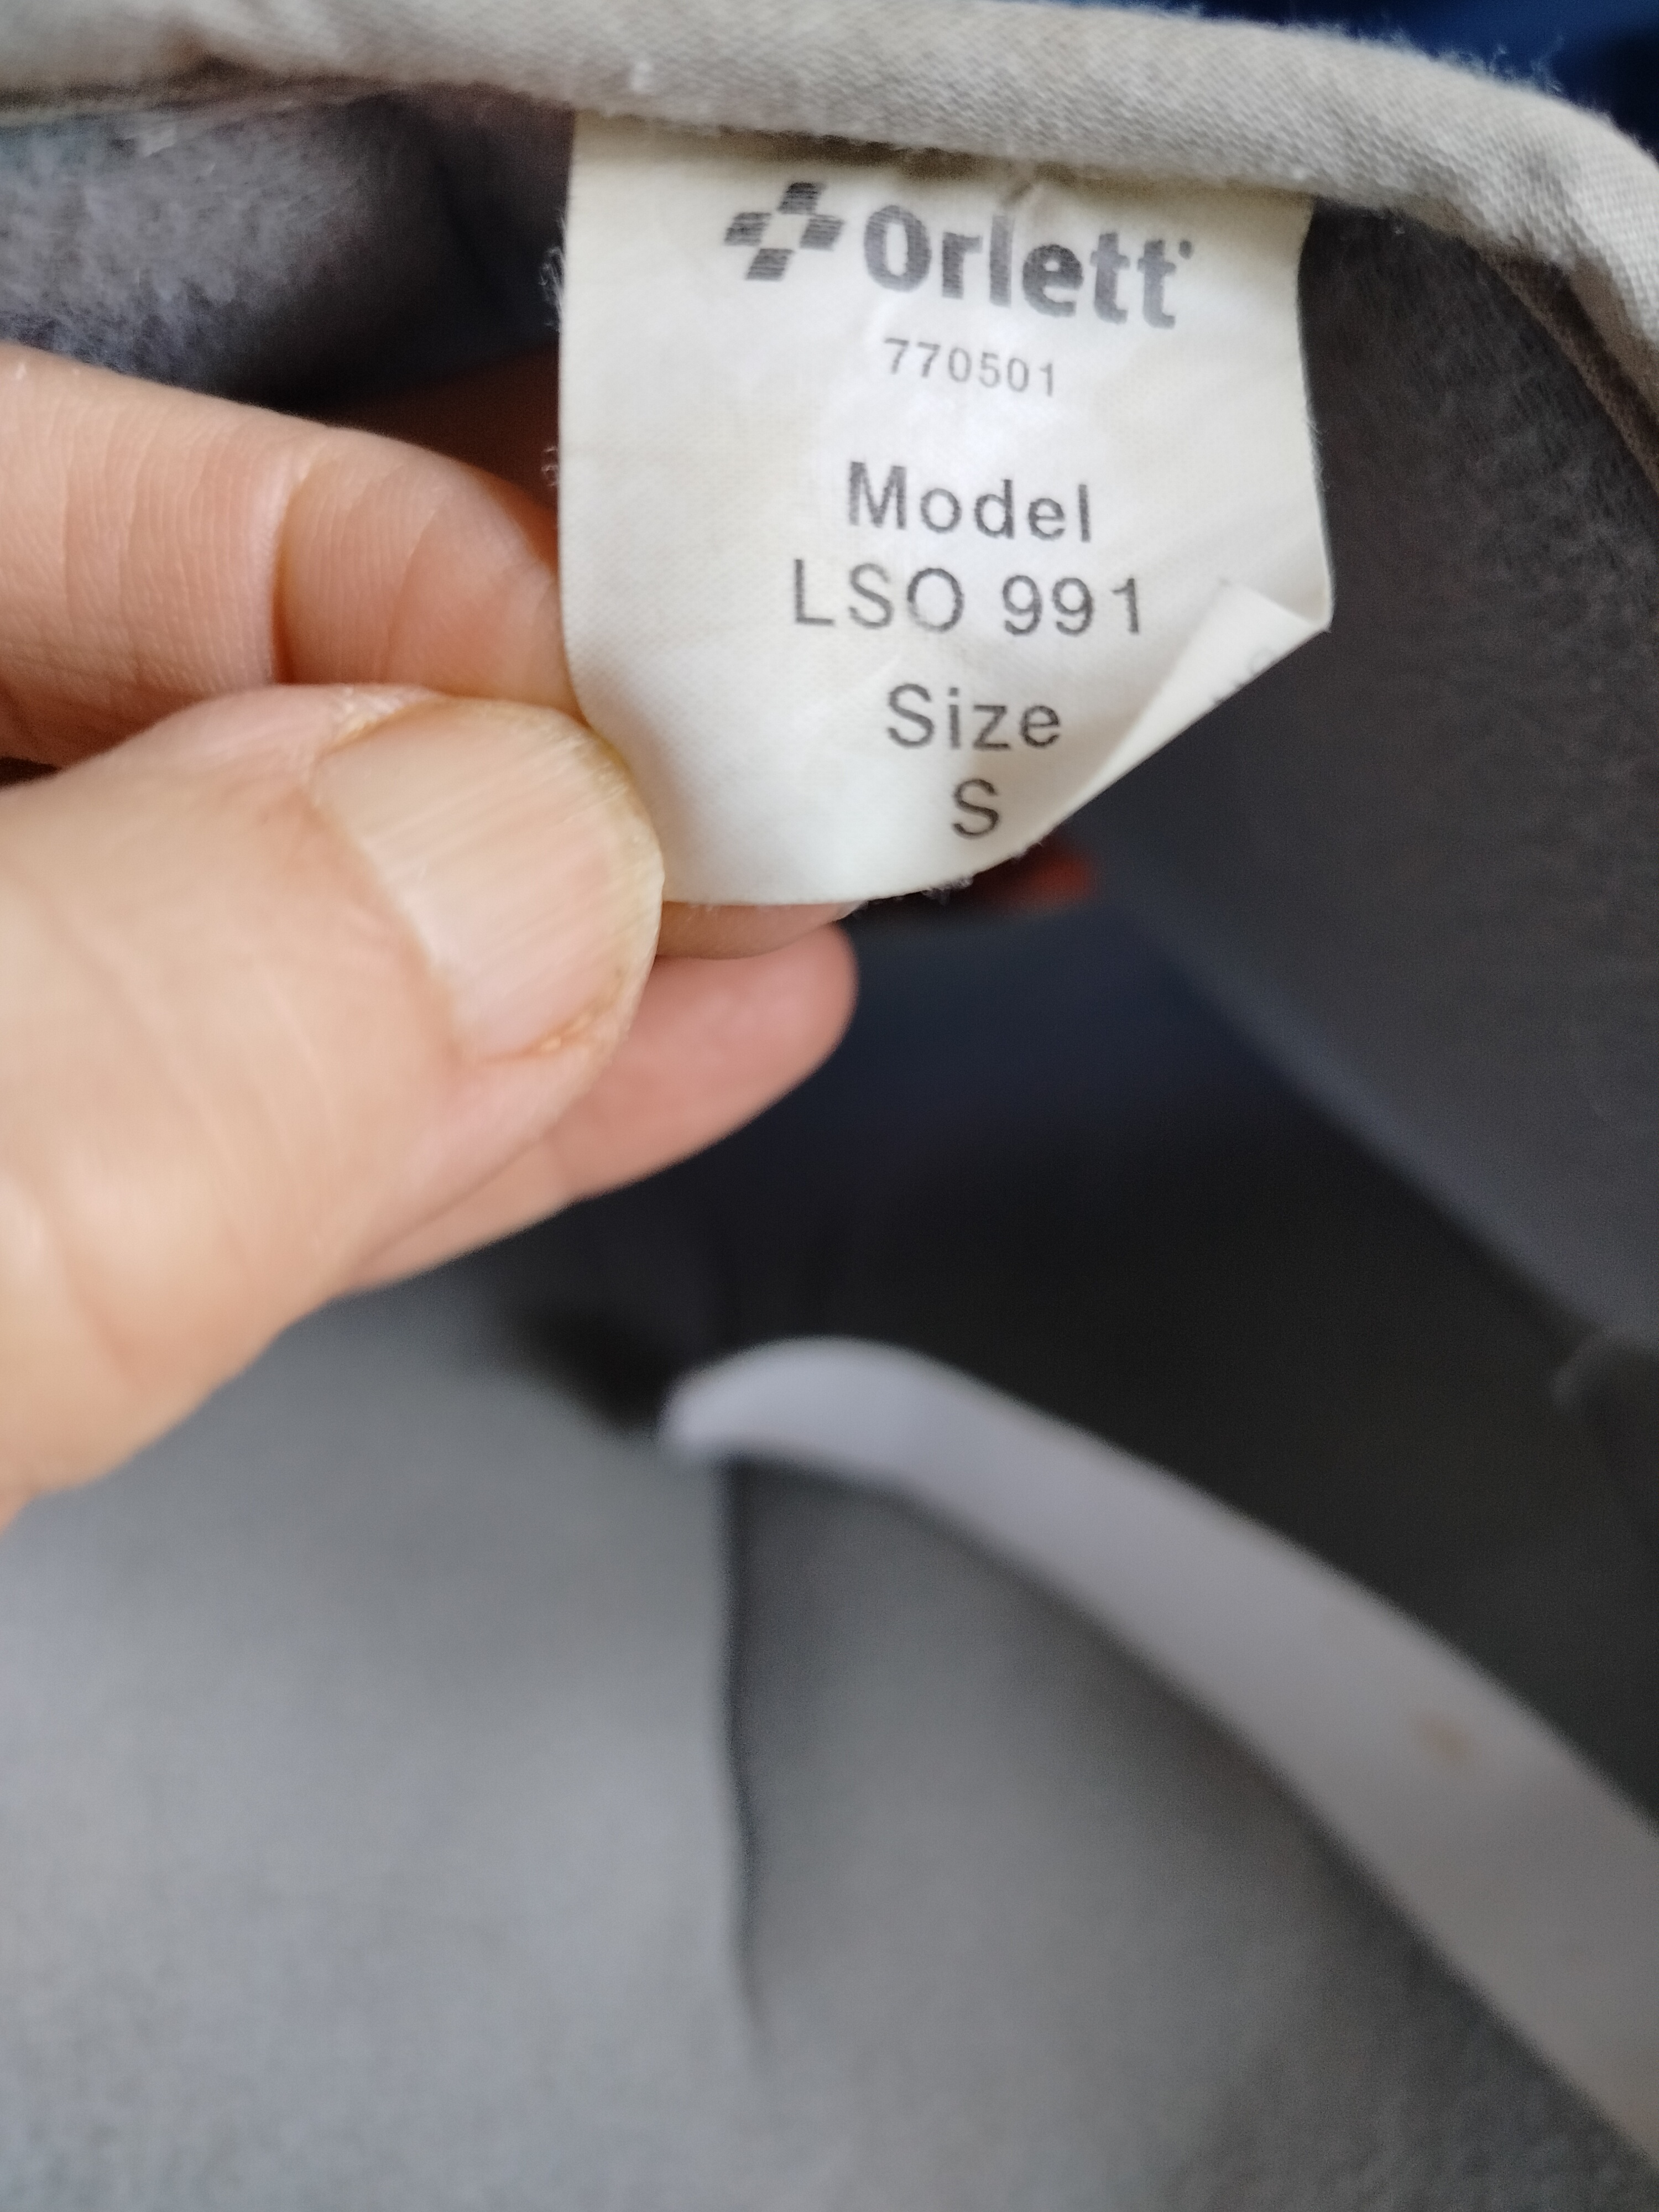 Orlett
770501
Model
LSO 991
Size
S